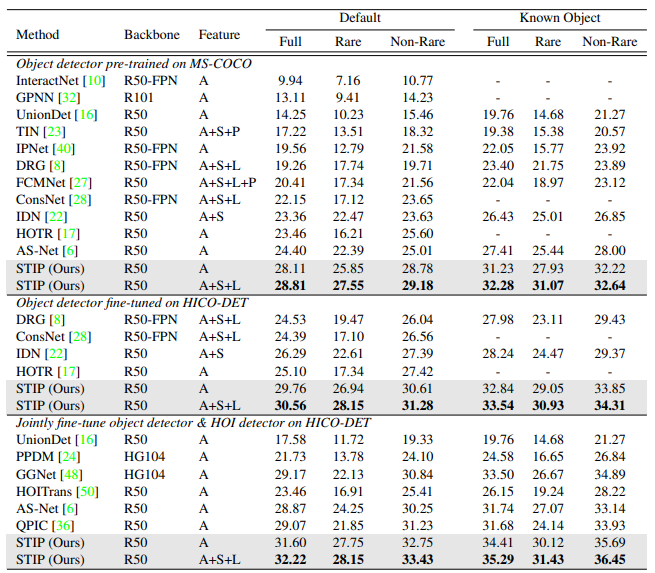 Method Backbone Feature Default Known Object
Full Rare Non-Rare Full Rare Non-Rare
Object detector pre-trained on MS-COCO
InteractNet [10] R50-FPN A 9.94 7.16 10.77 - - -
GPNN [32] R101 A 13.11 9.41 14.23 - - -
UnionDet [16] R50 A 14.25 10.23 15.46 19.76 14.68 21.27
TIN [23] R50 A+S+P 17.22 13.51 18.32 19.38 15.38 20.57
IPNet [40] R50-FPN A 19.56 12.79 21.58 22.05 15.77 23.92
DRG [8] R50-FPN A+S+L 19.26 17.74 19.71 23.40 21.75 23.89
FCMNet [27] R50 A+S+L+P 20.41 17.34 21.56 22.04 18.97 23.12
ConsNet [28] R50-FPN A+S+L 22.15 17.12 23.65 - - -
IDN [22] R50 A+S 23.36 22.47 23.63 26.43 25.01 26.85
HOTR [17] R50 A 23.46 16.21 25.60 - - -
AS-Net [6] R50 A 24.40 22.39 25.01 27.41 25.44 28.00
STIP (Ours) R50 A 28.11 25.85 28.78 31.23 27.93 32.22
STIP (Ours) R50 A+S+L 28.81 27.55 29.18 32.28 31.07 32.64
Object detector fine-tuned on HICO-DET
DRG [8] R50-FPN A+S+L 24.53 19.47 26.04 27.98 23.11 29.43
ConsNet [28] R50-FPN A+S+L 24.39 17.10 26.56 - - -
IDN [22] R50 A+S 26.29 22.61 27.39 28.24 24.47 29.37
HOTR [17] R50 A 25.10 17.34 27.42 - - -
STIP (Ours) R50 A 29.76 26.94 30.61 32.84 29.05 33.85
STIP (Ours) R50 A+S+L 30.56 28.15 31.28 33.54 30.93 34.31
Jointly fine-tune object detector & HOI detector on HICO-DET
UnionDet [16] R50 A 17.58 11.72 19.33 19.76 14.68 21.27
PPDM [24] HG104 A 21.73 13.78 24.10 24.58 16.65 26.84
GGNet [48] HG104 A 29.17 22.13 30.84 33.50 26.67 34.89
HOITrans [50] R50 A 23.46 16.91 25.41 26.15 19.24 28.22
AS-Net [6] R50 A 28.87 24.25 30.25 31.74 27.07 33.14
QPIC [36] R50 A 29.07 21.85 31.23 31.68 24.14 33.93
STIP (Ours) R50 A 31.60 27.75 32.75 34.41 30.12 35.69
STIP (Ours) R50 A+S+L 32.22 28.15 33.43 35.29 31.43 36.45